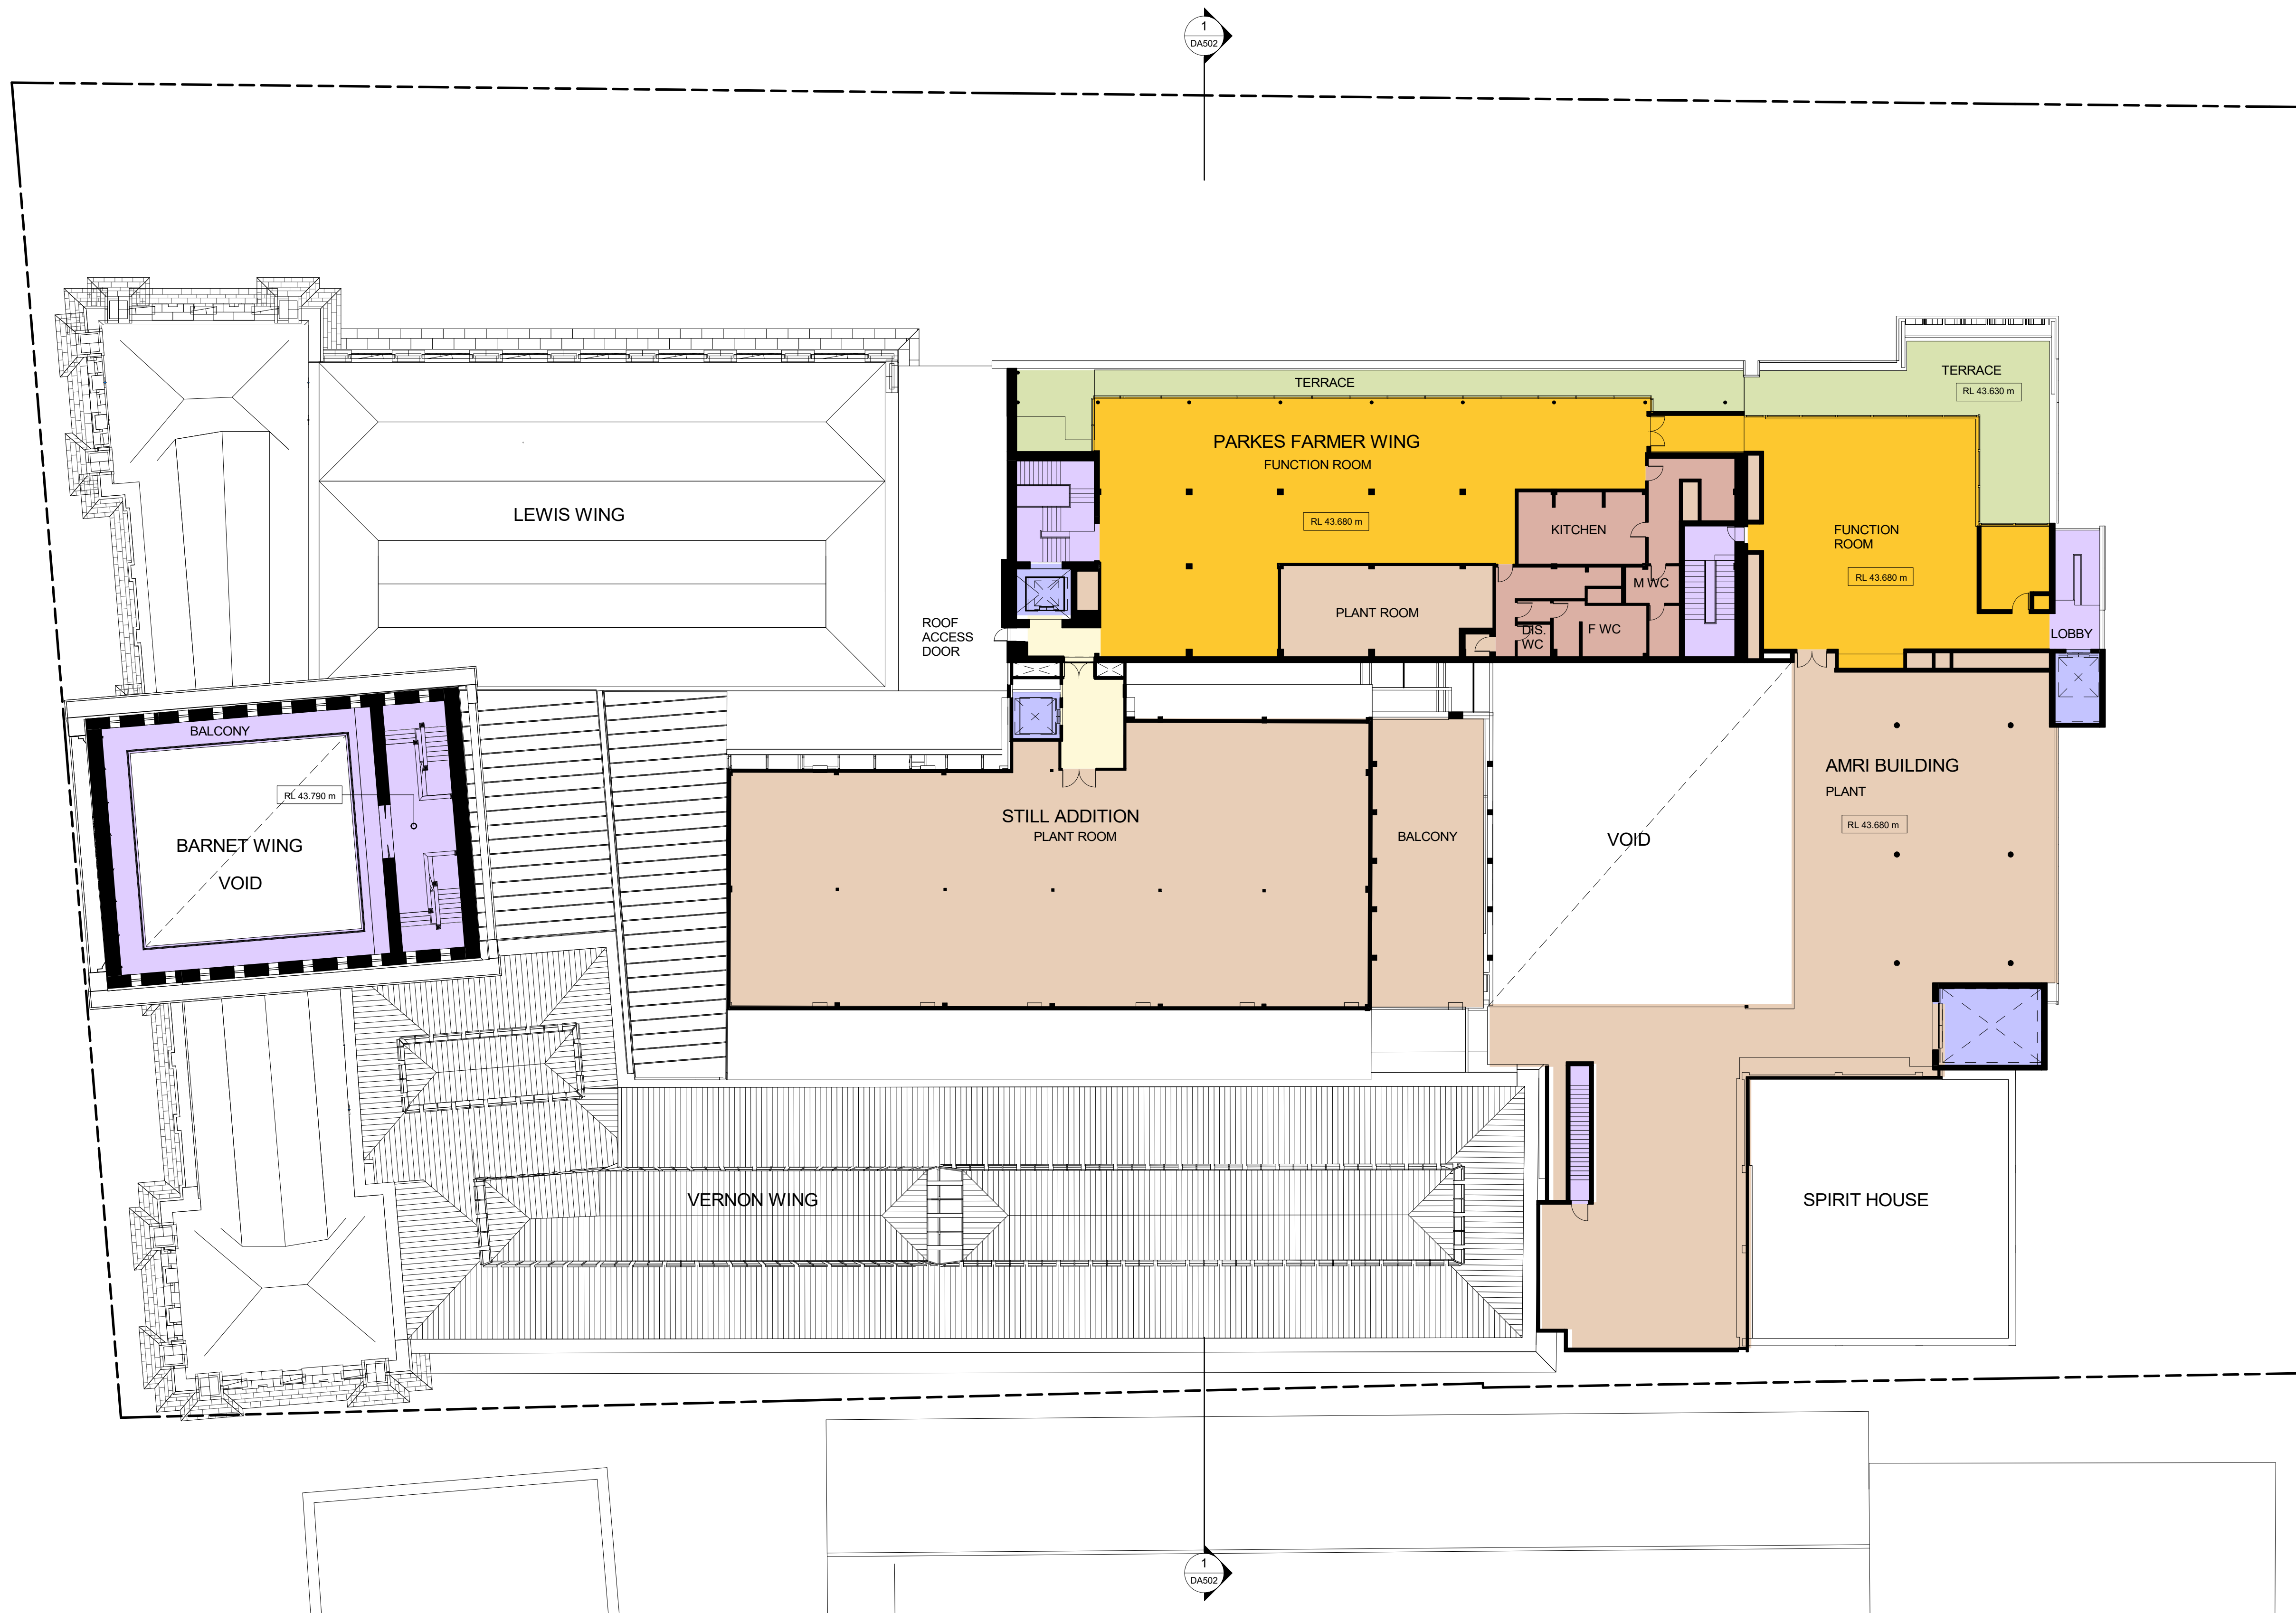 1
DA502
TERRACE
TERRACE
RL 43.630 m
PARKES FARMER WING
FUNCTION ROOM
RL 43.680 m
LEWIS WING
KITCHEN
FUNCTION
ROOM
RL 43.680 m
M WC
PLANT ROOM
ROOF
ACCESS
DOOR
DIS.
WC
F WC
LOBBY
BALCONY
RL 43.790 m
BARNET WING
VOID
STILL ADDITION
PLANT ROOM
BALCONY
VOID
AMRI BUILDING
PLANT
RL 43.680 m
VERNON WING
SPIRIT HOUSE
1
DA502